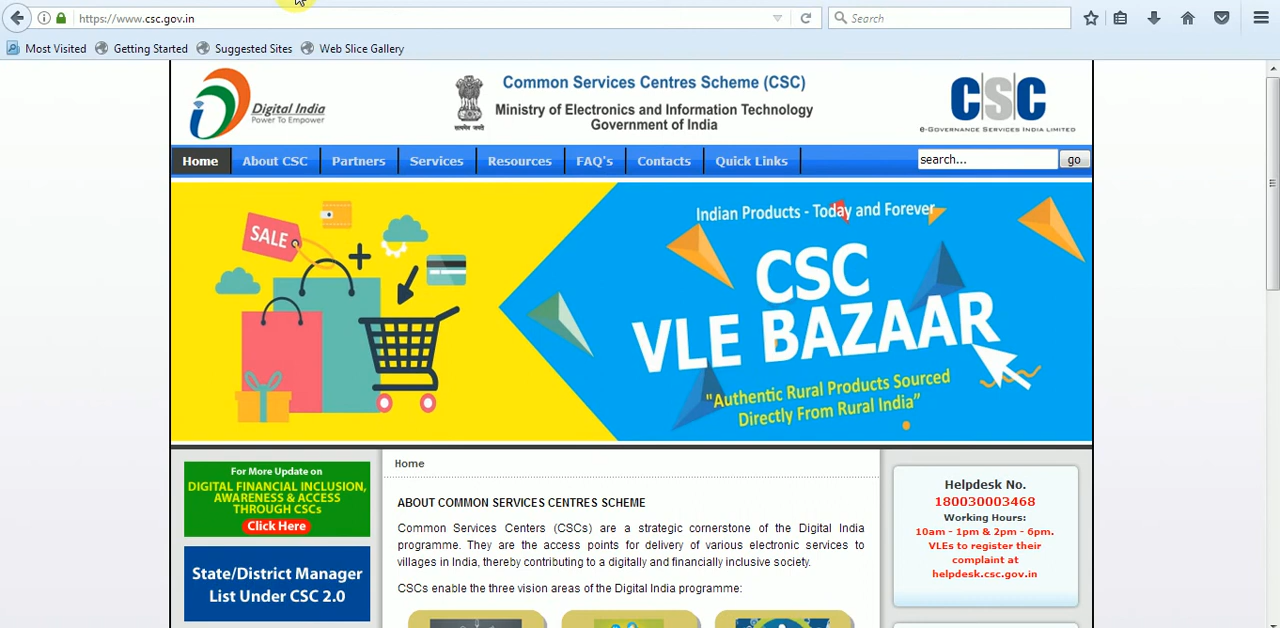 https://www.csc.gov.in
Search
Most Visited
Getting Started
Suggested Sites
Web Slice Gallery
Digital India
Power To Empower
सत्यमेव जयते
Common Services Centres Scheme (CSC)
Ministry of Electronics and Information Technology
Government of India
CSC
e-GOVERNANCE SERVICES INDIA LIMITED
Home
About CSC
Partners
Services
Resources
FAQ's
Contacts
Quick Links
search...
go
SALE
Indian Products - Today and Forever
CSC
VLE BAZAAR
"Authentic Rural Products Sourced
Directly From Rural India”
For More Update on
DIGITAL FINANCIAL INCLUSION,
AWARENESS & ACCESS
THROUGH CSCs
Click Here
State/District Manager
List Under CSC 2.0
Home
ABOUT COMMON SERVICES CENTRES SCHEME
Common Services Centers (CSCs) are a strategic cornerstone of the Digital India
programme. They are the access points for delivery of various electronic services to
villages in India, thereby contributing to a digitally and financially inclusive society.
CSCs enable the three vision areas of the Digital India programme:
Helpdesk No.
180030003468
Working Hours:
10am - 1pm & 2pm - 6pm.
VLEs to register their
complaint at
helpdesk.csc.gov.in